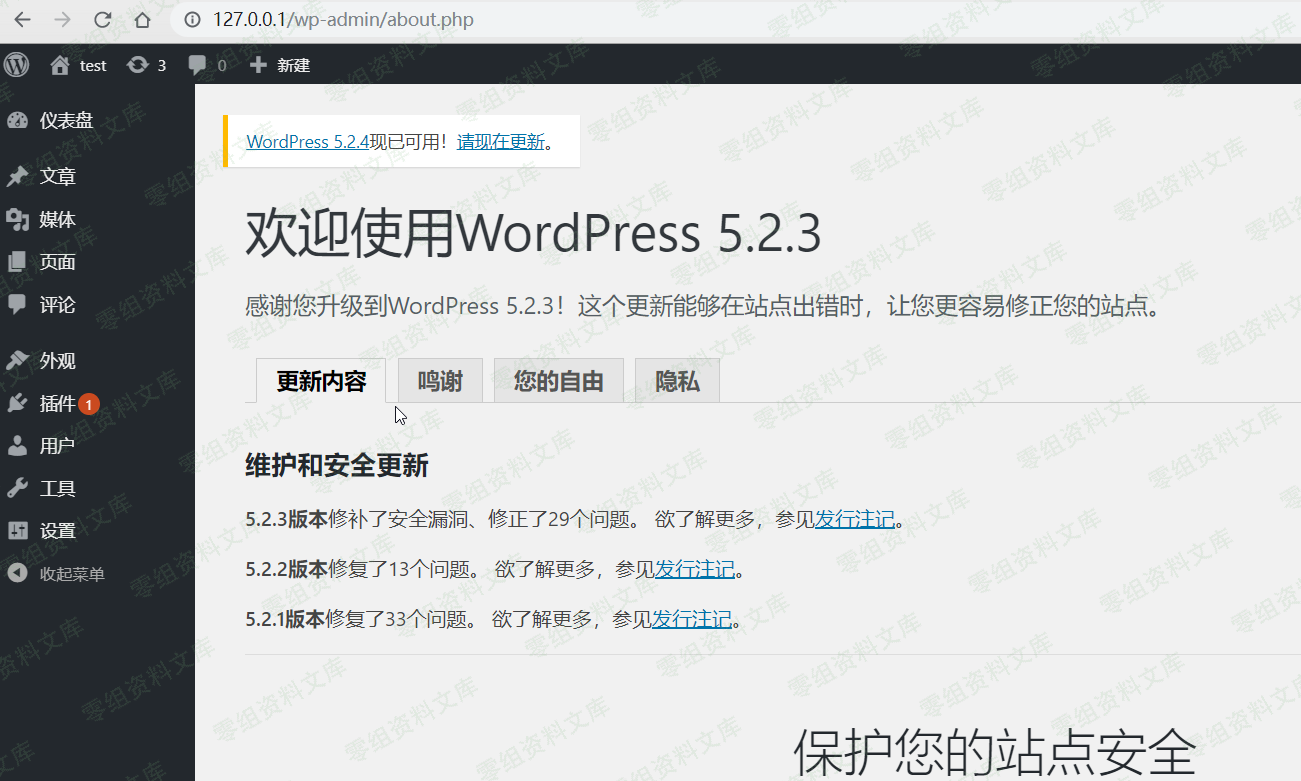 127.0.0.1/wp-admin/about.php
test 3 0 新建
仪表盘
文章
媒体
页面
评论
外观
插件 1
用户
工具
设置
收起菜单
WordPress 5.2.4现已可用！请现在更新。
欢迎使用WordPress 5.2.3
感谢您升级到WordPress 5.2.3！这个更新能够在站点出错时，让您更容易修正您的站点。
更新内容 鸣谢 您的自由 隐私
维护和安全更新
5.2.3版本修补了安全漏洞、修正了29个问题。 欲了解更多，参见发行注记。
5.2.2版本修复了13个问题。 欲了解更多，参见发行注记。
5.2.1版本修复了33个问题。 欲了解更多，参见发行注记。
保护您的站点安全
零组资料文库